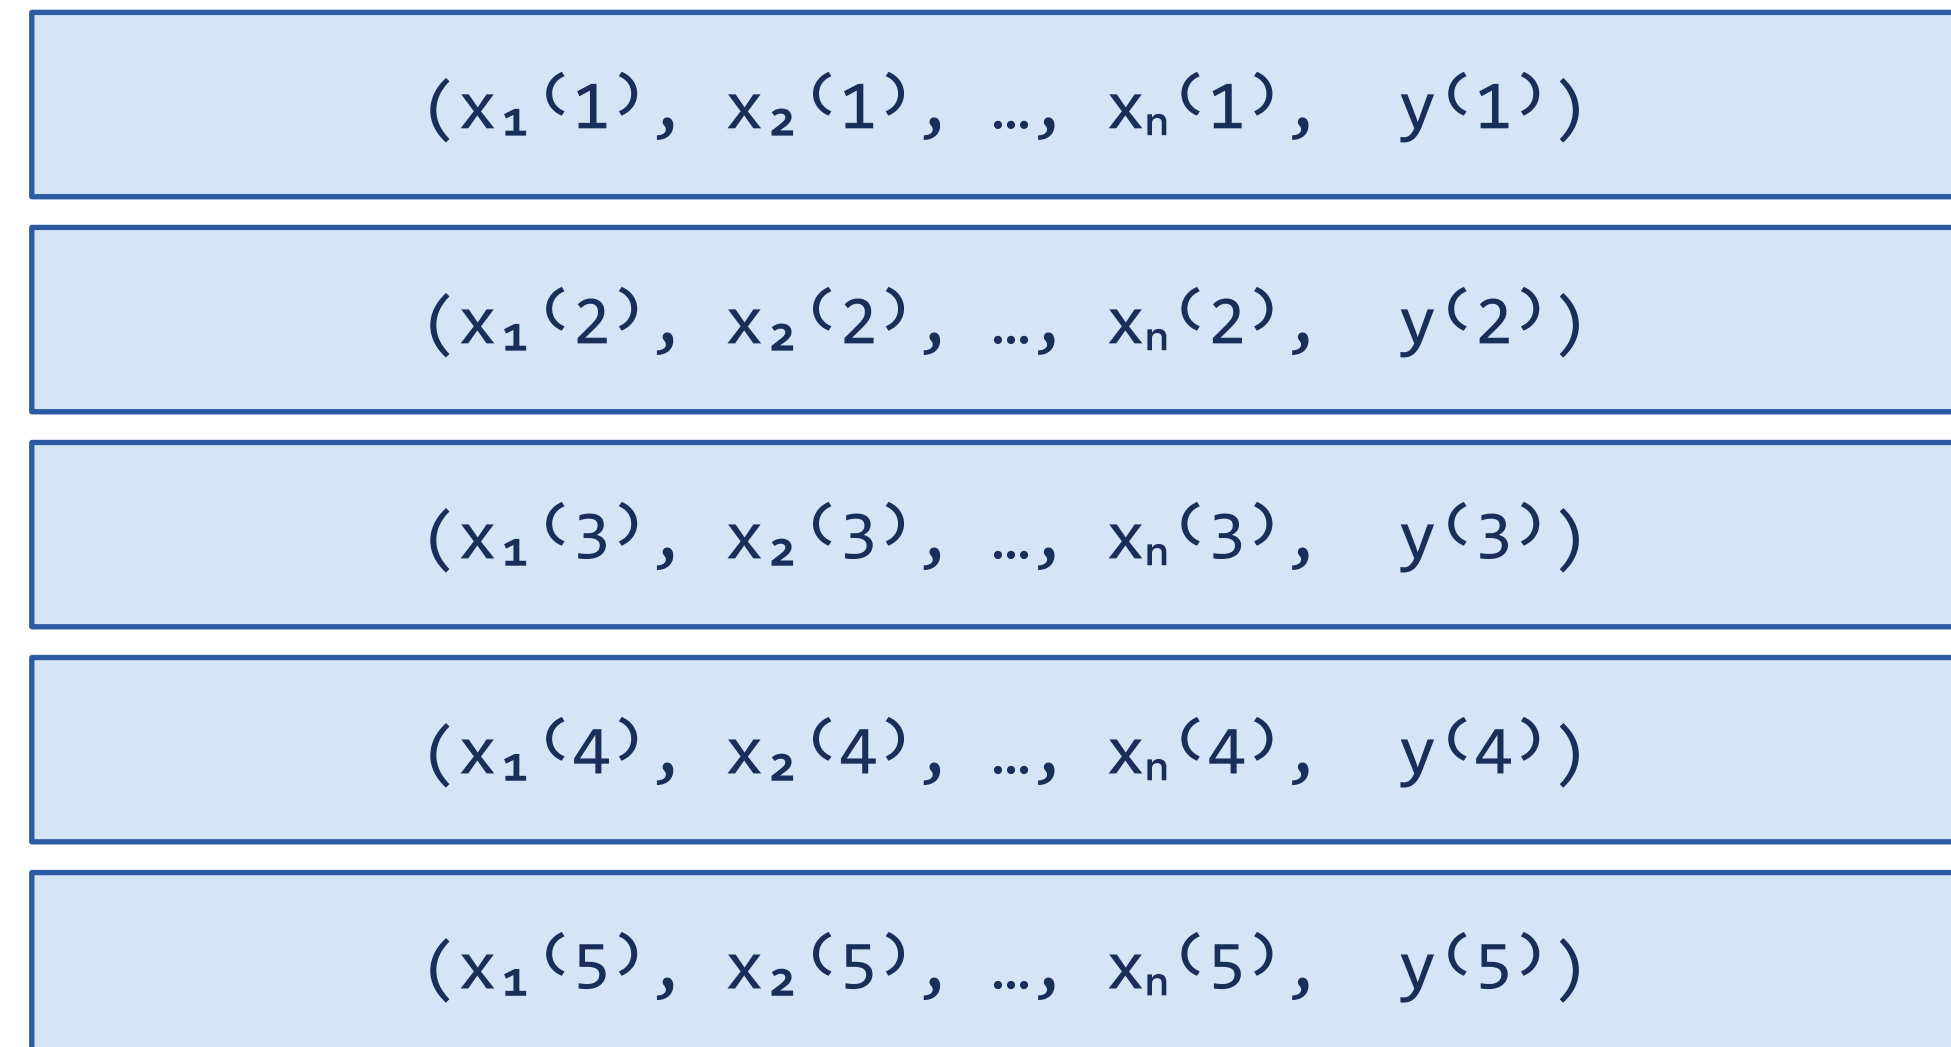 (x₁⁽1⁾, x₂⁽1⁾, …, xₙ⁽1⁾, y⁽1⁾)
(x₁⁽2⁾, x₂⁽2⁾, …, xₙ⁽2⁾, y⁽2⁾)
(x₁⁽3⁾, x₂⁽3⁾, …, xₙ⁽3⁾, y⁽3⁾)
(x₁⁽4⁾, x₂⁽4⁾, …, xₙ⁽4⁾, y⁽4⁾)
(x₁⁽5⁾, x₂⁽5⁾, …, xₙ⁽5⁾, y⁽5⁾)